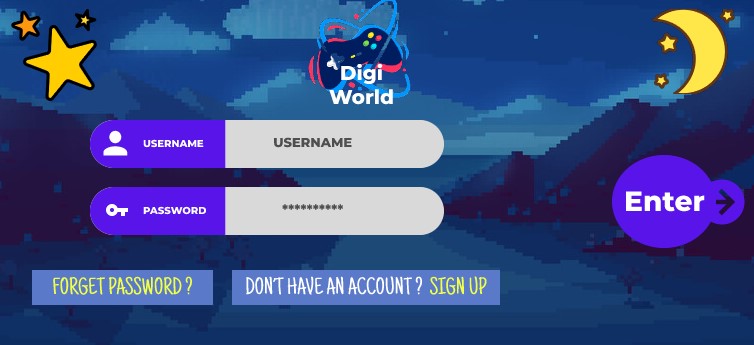 Digi
World
USERNAME USERNAME
PASSWORD **********
Enter
FORGET PASSWORD ? DON'T HAVE AN ACCOUNT ? SIGN UP